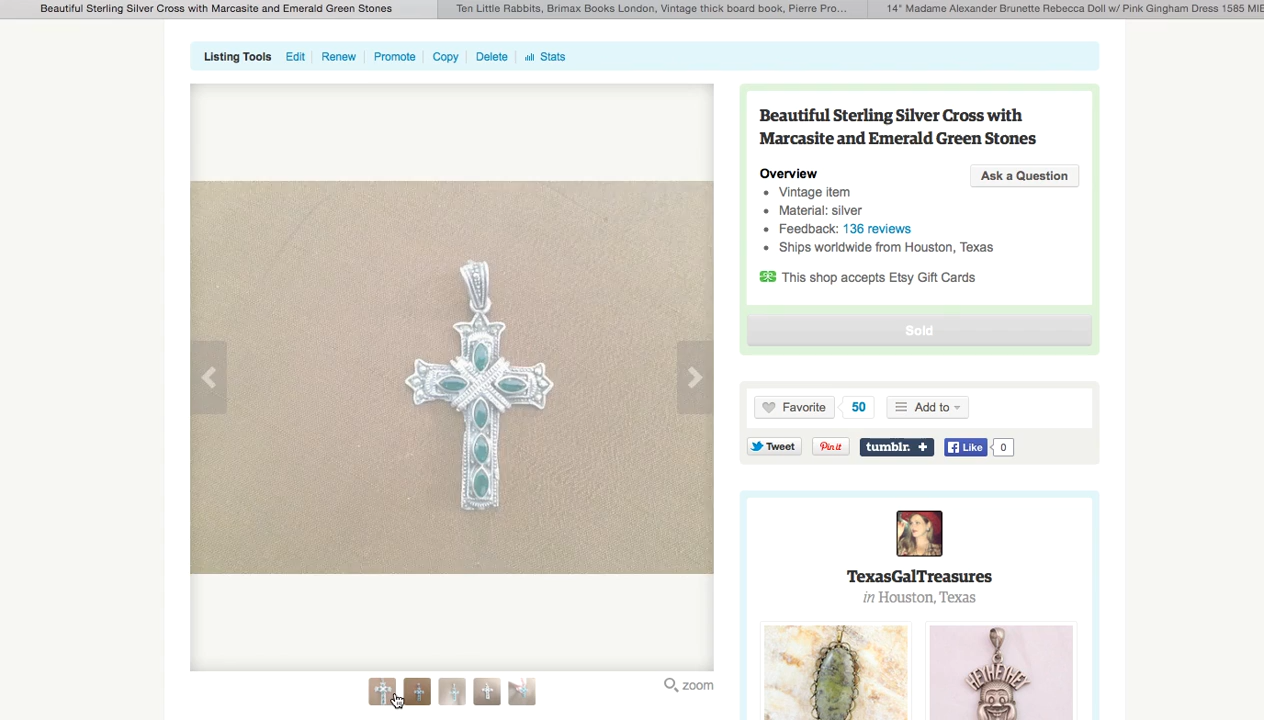 Beautiful Sterling Silver Cross with Marcasite and Emerald Green Stones
Ten Little Rabbits, Brimax Books London, Vintage thick board book, Pierre Pro...
14" Madame Alexander Brunette Rebecca Doll w/ Pink Gingham Dress 1585 MIB
Listing Tools Edit Renew Promote Copy Delete Stats
Beautiful Sterling Silver Cross with
Marcasite and Emerald Green Stones
Overview
Ask a Question
Vintage item
Material: silver
Feedback: 136 reviews
Ships worldwide from Houston, Texas
This shop accepts Etsy Gift Cards
Sold
Favorite 50 Add to
Tweet Pin it tumblr. + Like 0
TexasGalTreasures
in Houston, Texas
HEYHEYHEY
zoom